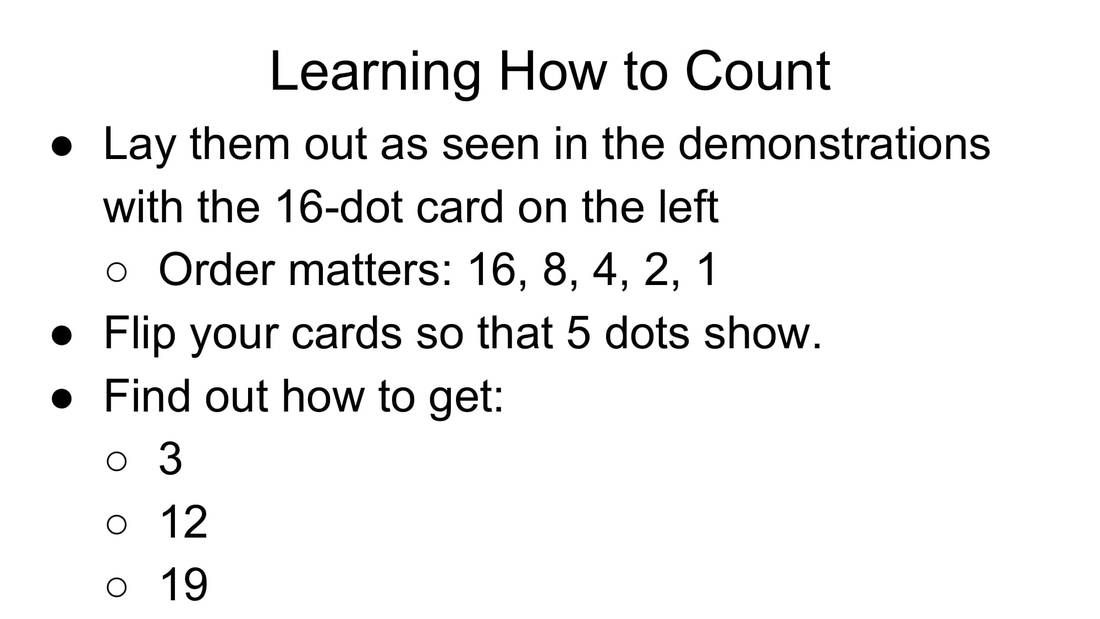 Learning How to Count
● Lay them out as seen in the demonstrations
with the 16-dot card on the left
○ Order matters: 16, 8, 4, 2, 1
● Flip your cards so that 5 dots show.
● Find out how to get:
○ 3
○ 12
○ 19